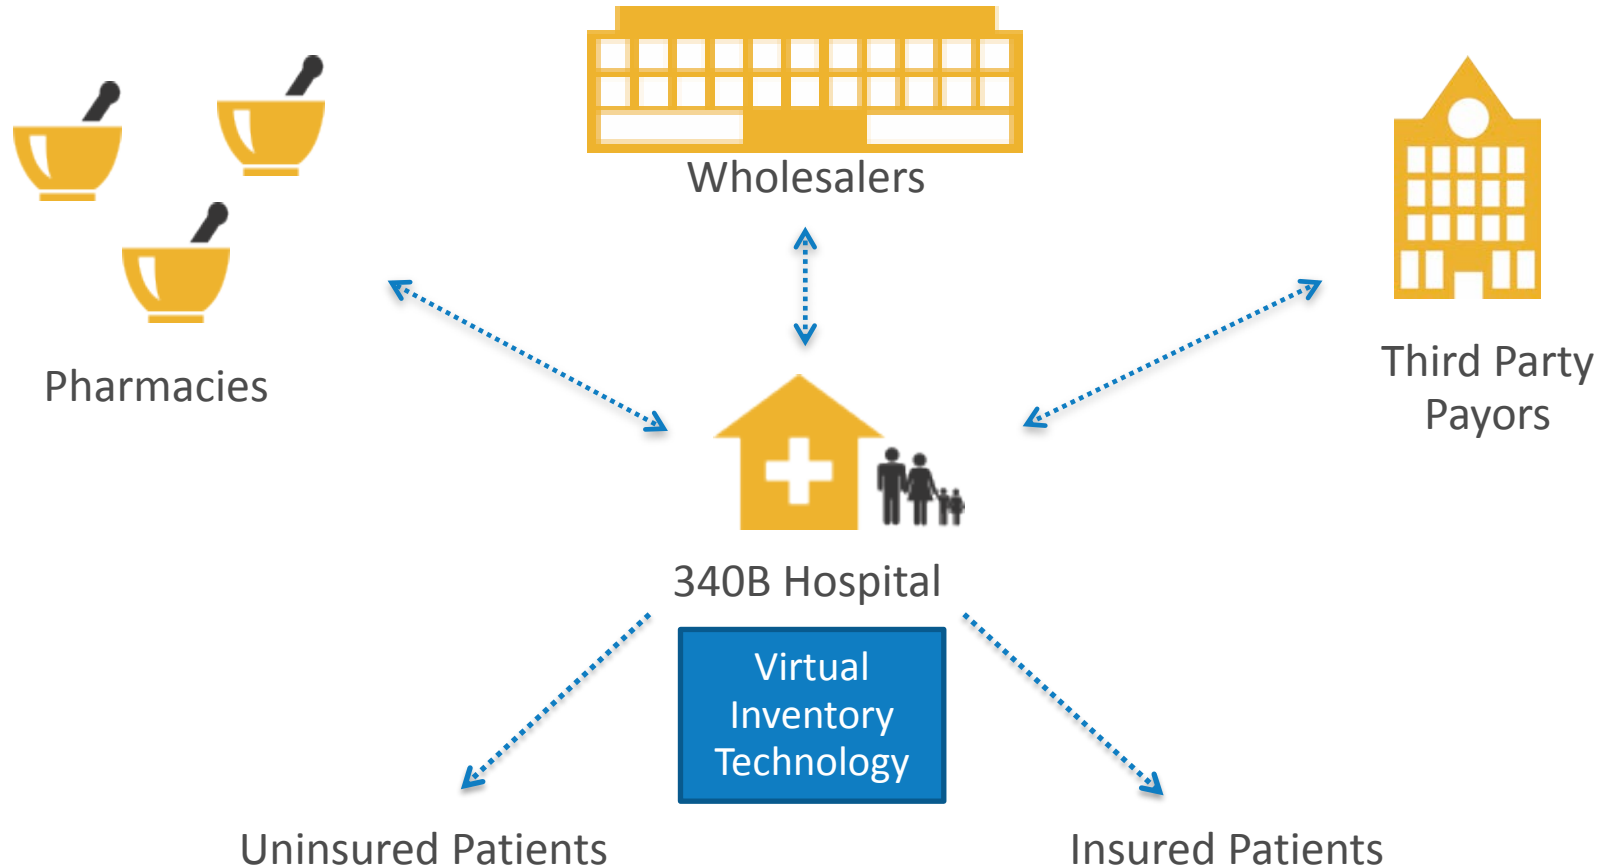 Wholesalers
Pharmacies
Third Party
Payors
340B Hospital
Virtual
Inventory
Technology
Uninsured Patients
Insured Patients